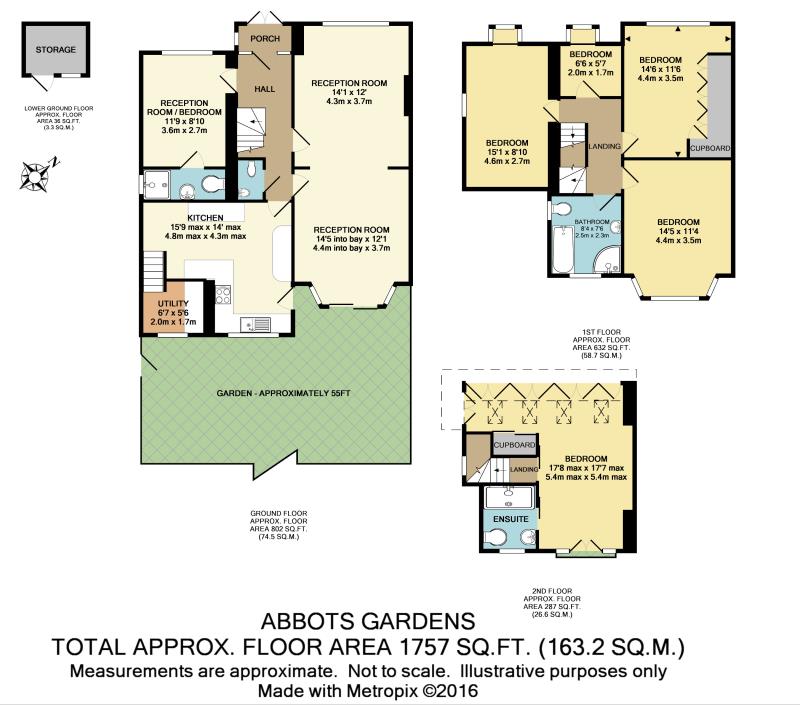 STORAGE
LOWER GROUND FLOOR
APPROX. FLOOR
AREA 36 SQ.FT.
(3.3 SQ.M.)
N
PORCH
HALL
RECEPTION
ROOM / BEDROOM
11'9 x 8'10
3.6m x 2.7m
RECEPTION ROOM
14'1 x 12'
4.3m x 3.7m
KITCHEN
15'9 max x 14' max
4.8m max x 4.3m max
RECEPTION ROOM
14'5 into bay x 12'1
4.4m into bay x 3.7m
UTILITY
6'7 x 5'6
2.0m x 1.7m
GARDEN - APPROXIMATELY 55FT
GROUND FLOOR
APPROX. FLOOR
AREA 802 SQ.FT.
(74.5 SQ.M.)
BEDROOM
15'1 x 8'10
4.6m x 2.7m
BEDROOM
6'6 x 5'7
2.0m x 1.7m
BEDROOM
14'6 x 11'6
4.4m x 3.5m
LANDING
CUPBOARD
BATHROOM
8'4 x 7'6
2.5m x 2.3m
BEDROOM
14'5 x 11'4
4.4m x 3.5m
1ST FLOOR
APPROX. FLOOR
AREA 632 SQ.FT.
(58.7 SQ.M.)
CUPBOARD
LANDING
BEDROOM
17'8 max x 17'7 max
5.4m max x 5.4m max
ENSUITE
2ND FLOOR
APPROX. FLOOR
AREA 287 SQ.FT.
(26.6 SQ.M.)
ABBOTS GARDENS
TOTAL APPROX. FLOOR AREA 1757 SQ.FT. (163.2 SQ.M.)
Measurements are approximate. Not to scale. Illustrative purposes only
Made with Metropix ©2016